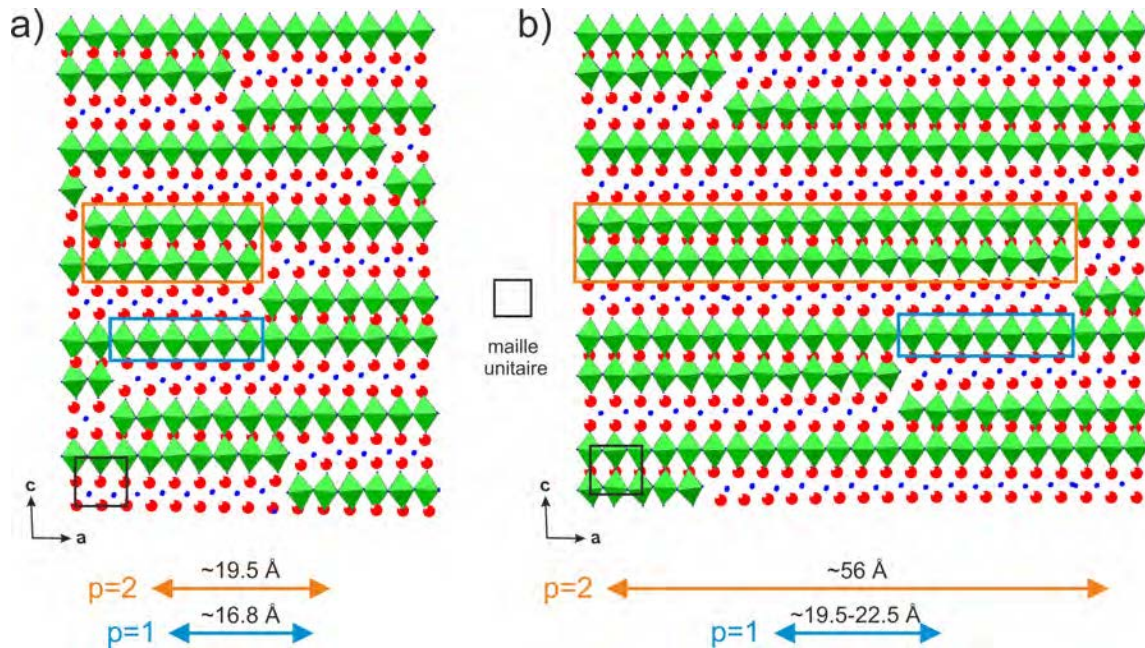 a)
b)
maille
unitaire
c
a
c
a
p=2
~19.5 Å
p=1
~16.8 Å
p=2
~56 Å
p=1
~19.5-22.5 Å